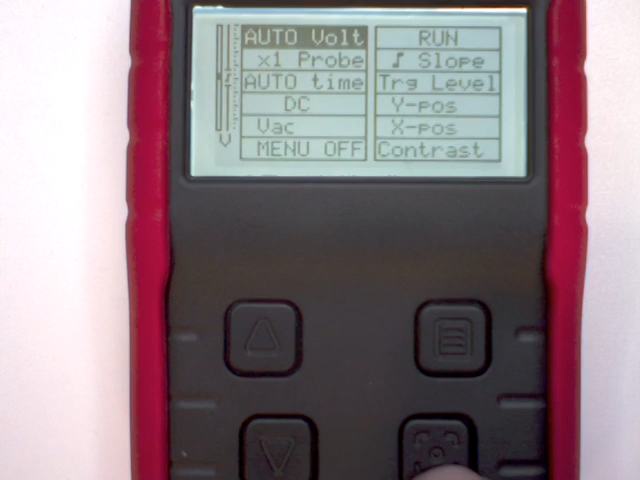 AUTO Volt
x1 Probe
AUTO time
DC
Vac
MENU OFF
RUN
Slope
Trg Level
Y-pos
X-pos
Contrast
V